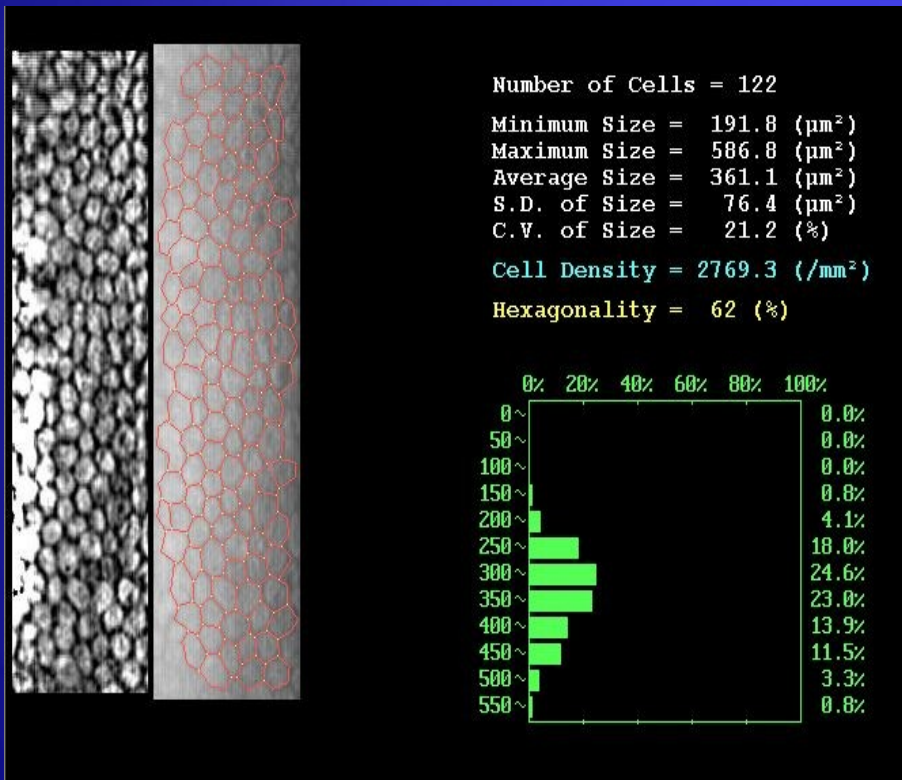 Number of Cells = 122
Minimum Size = 191.8 (µm²)
Maximum Size = 586.8 (µm²)
Average Size = 361.1 (µm²)
S.D. of Size = 76.4 (µm²)
C.V. of Size = 21.2 (%)
Cell Density = 2769.3 (/mm²)
Hexagonality = 62 (%)
0% 20% 40% 60% 80% 100%
0~ 0.0%
50~ 0.0%
100~ 0.0%
150~ 0.8%
200~ 4.1%
250~ 18.0%
300~ 24.6%
350~ 23.0%
400~ 13.9%
450~ 11.5%
500~ 3.3%
550~ 0.8%